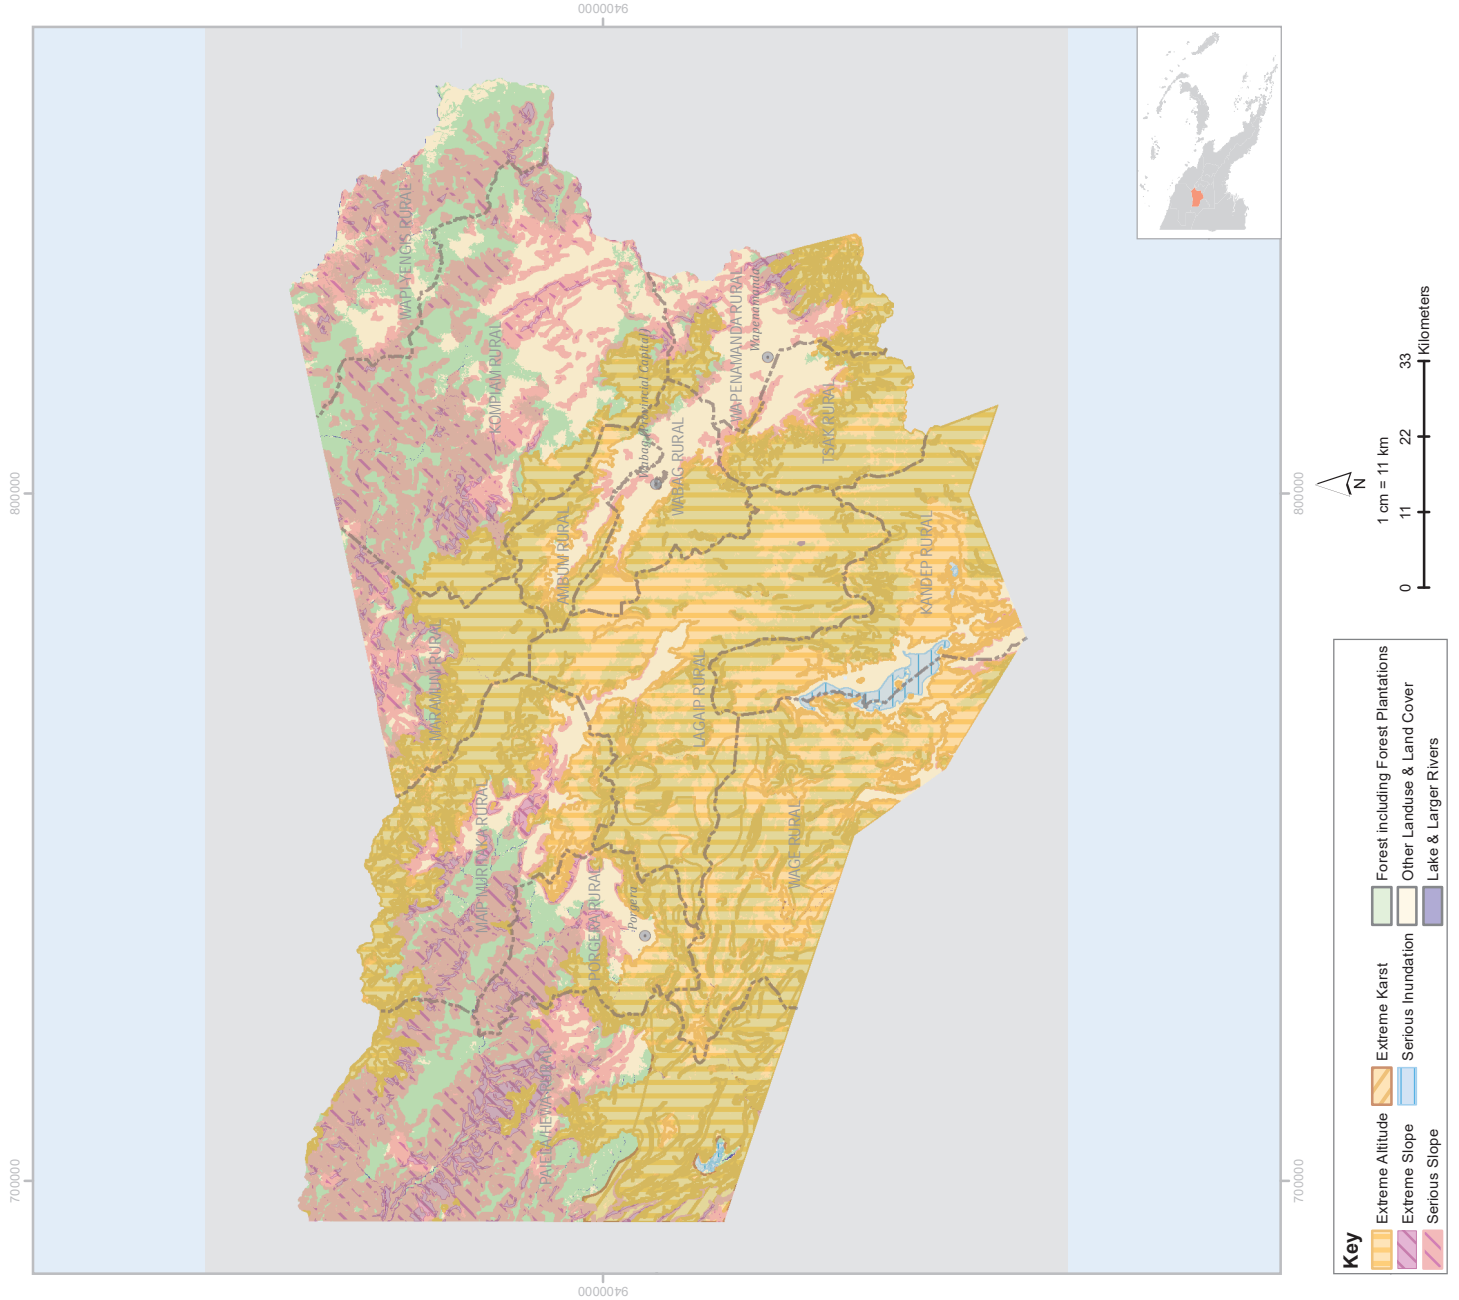 9400000
800000
700000
WAPI YENGIS RURAL
KOMPIAM RURAL
Wabag (Provincial Capital)
WAPENAMANDA RURAL
Wapenamanda
WABAG RURAL
TSAK RURAL
AMBUM RURAL
KANDEP RURAL
MARAMUNI RURAL
LAGAIP RURAL
MAIP MURITAKA RURAL
WAGE RURAL
PORGERA RURAL
Porgera
PAIELA/HEWA RURAL
800000
700000
9400000
N
1 cm = 11 km
0 11 22 33 Kilometers
Key
Extreme Altitude
Extreme Slope
Serious Slope
Extreme Karst
Serious Inundation
Forest including Forest Plantations
Other Landuse & Land Cover
Lake & Larger Rivers